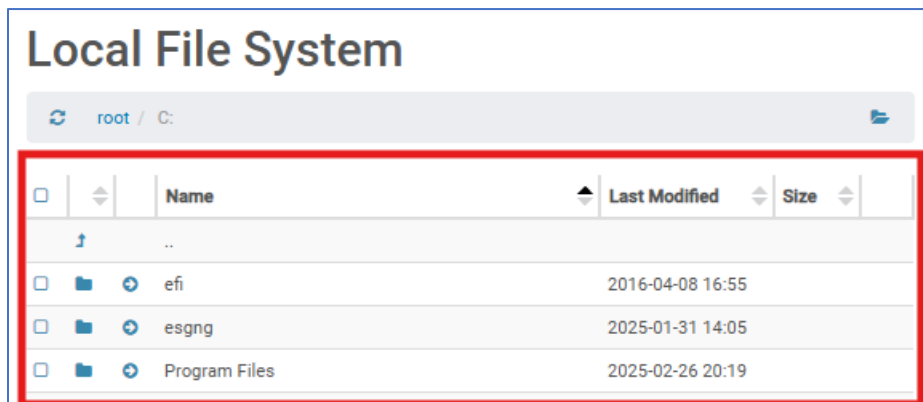 Local File System
root / C:
Name Last Modified Size
..
efi 2016-04-08 16:55
esgng 2025-01-31 14:05
Program Files 2025-02-26 20:19